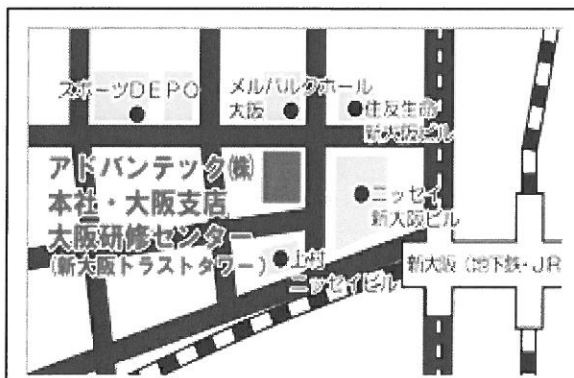 スポーツDEPO
メルパルクホール
大阪
住友生命
新大阪ビル
アドバンテック㈱
本社・大阪支店
大阪研修センター
(新大阪トラストタワー)
ニッセイ
新大阪ビル
上村
ニッセイビル
新大阪(地下鉄・JR